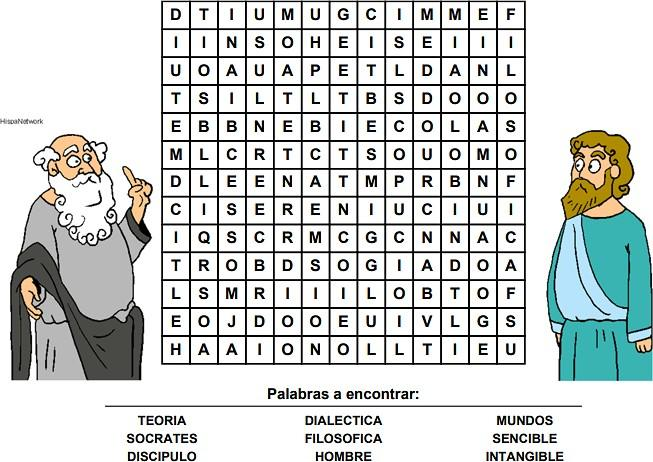 D T I U M U G C I M M E F
I I N S O H E I S E I I I
U O A U A P E T L D A N L
T S I L T L T B S D O O O
E B B N E B I E C O L A S
M L C R T C T S O U O M O
D L E E N A T M P R B N F
C I S E R E N I U C I U I
I Q S C R M C G C N N A C
T R O B D S O G I A D O A
L S M R I I I L O B T O F
E O J D O O E U I V L G S
H A A I O N O L L T I E U
HispaNetwork
Palabras a encontrar:
TEORIA DIALECTICA MUNDOS
SOCRATES FILOSOFICA SENCIBLE
DISCIPULO HOMBRE INTANGIBLE